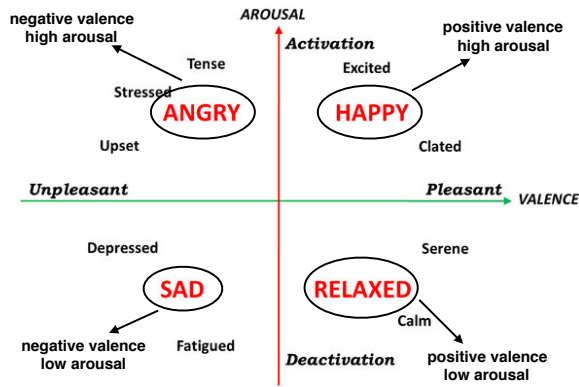 negative valence
high arousal
AROUSAL
positive valence
high arousal
Activation
Tense
Excited
Stressed
ANGRY
HAPPY
Upset
Clated
Unpleasant
Pleasant
VALENCE
Depressed
Serene
SAD
RELAXED
Calm
negative valence
low arousal
Fatigued
Deactivation
positive valence
low arousal